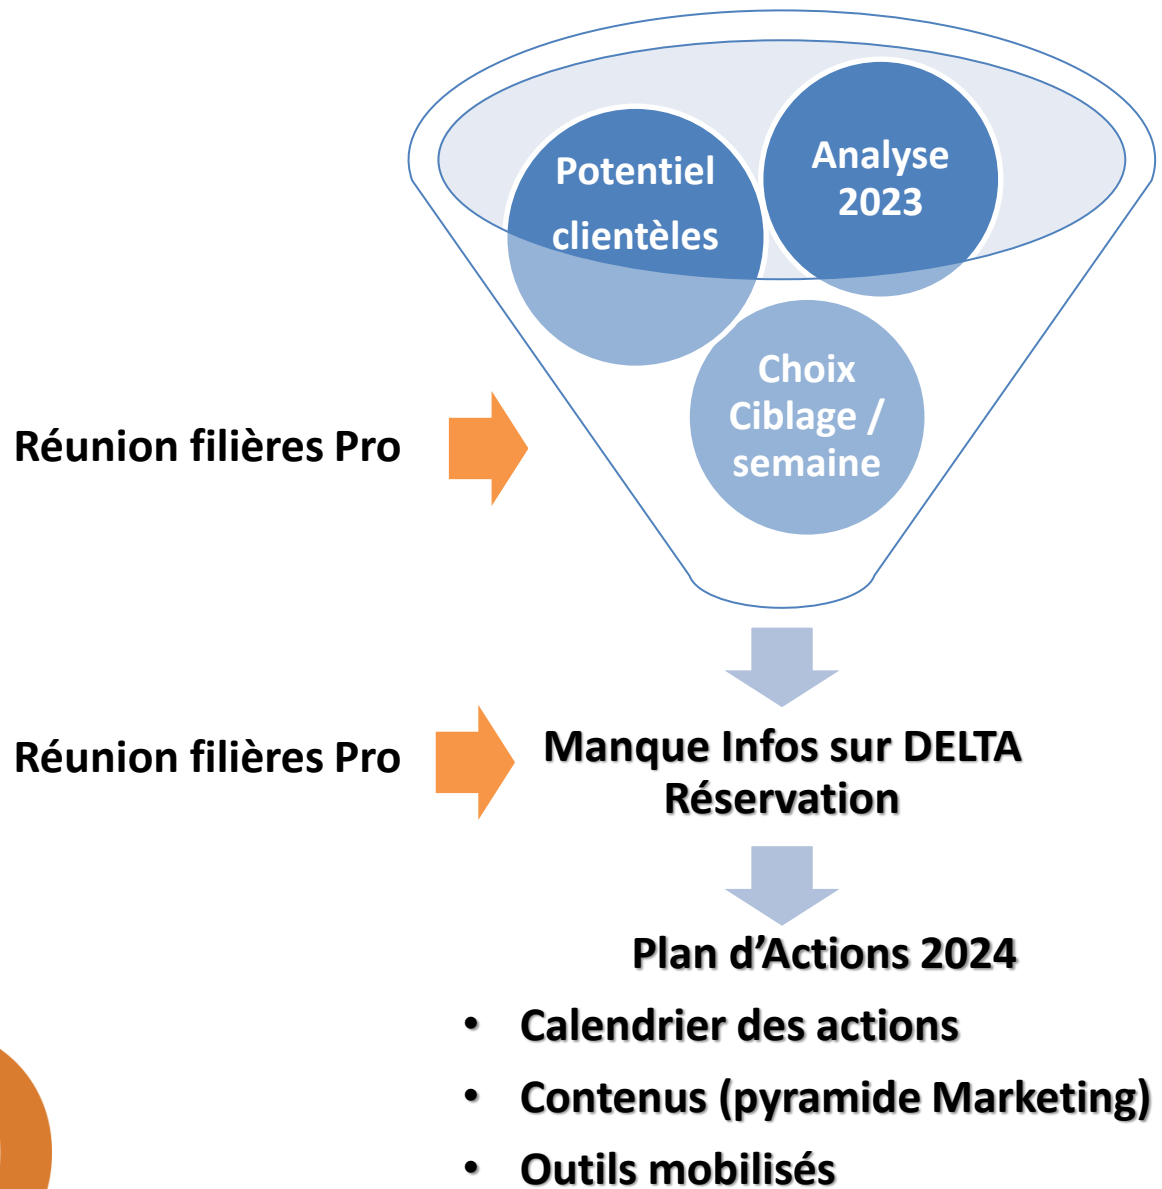 Potentiel
clientèles
Analyse
2023
Choix
Ciblage /
semaine
Réunion filières Pro
Réunion filières Pro
Manque Infos sur DELTA
Réservation
Plan d’Actions 2024
• Calendrier des actions
• Contenus (pyramide Marketing)
• Outils mobilisés